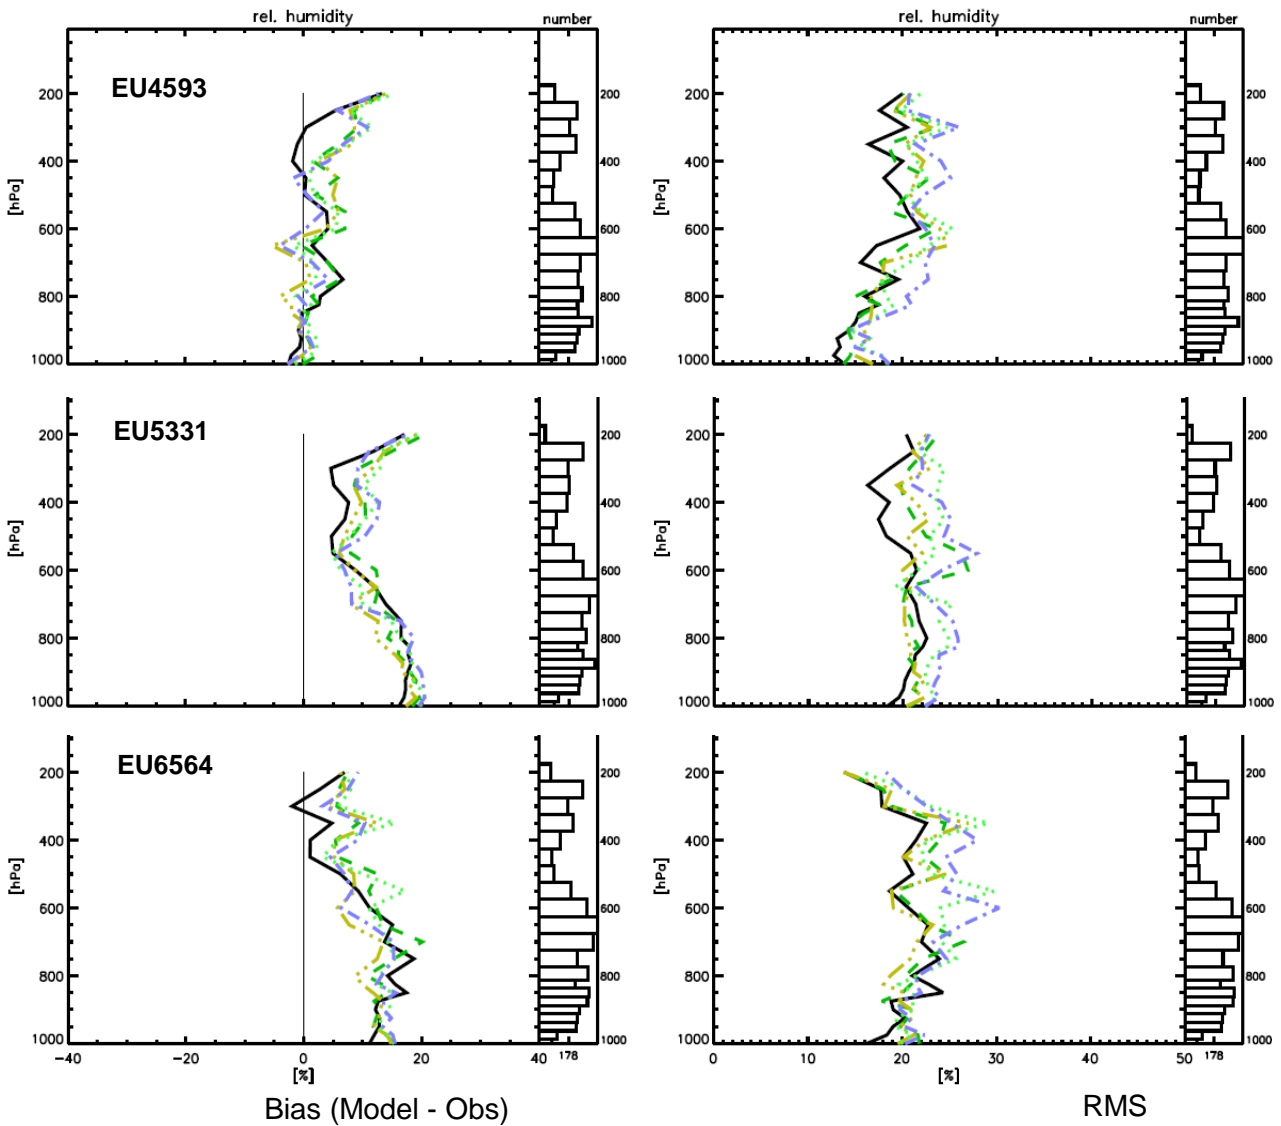 rel. humidity number rel. humidity number
EU4593
200 200 200 200
400 400 400 400
[hPa] [hPa]
600 600 600 600
800 800 800 800
1000 1000 1000 1000
EU5331
200 200 200 200
400 400 400 400
[hPa] [hPa]
600 600 600 600
800 800 800 800
1000 1000 1000 1000
EU6564
200 200 200 200
400 400 400 400
[hPa] [hPa]
600 600 600 600
800 800 800 800
1000 1000 1000 1000
-40 -20 0 20 40 178 0 10 20 30 40 50 178
[%] [%]
Bias (Model - Obs) RMS